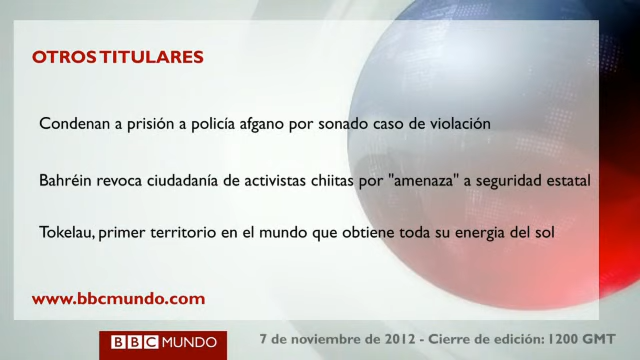 OTROS TITULARES
Condenan a prisión a policía afgano por sonado caso de violación
Bahréin revoca ciudadanía de activistas chiitas por "amenaza" a seguridad estatal
Tokelau, primer territorio en el mundo que obtiene toda su energia del sol
www.bbcmundo.com
BBC MUNDO
7 de noviembre de 2012 - Cierre de edición: 1200 GMT